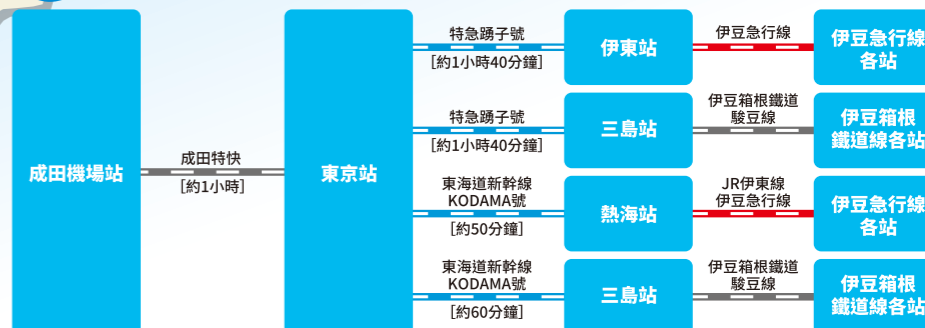 成田機場站
成田特快
[約1小時]
東京站
特急踊子號
[約1小時40分鐘]
伊東站
伊豆急行線
伊豆急行線
各站
特急踊子號
[約1小時40分鐘]
三島站
伊豆箱根鐵道
駿豆線
伊豆箱根
鐵道線各站
東海道新幹線
KODAMA號
[約50分鐘]
熱海站
JR伊東線
伊豆急行線
伊豆急行線
各站
東海道新幹線
KODAMA號
[約60分鐘]
三島站
伊豆箱根鐵道
駿豆線
伊豆箱根
鐵道線各站